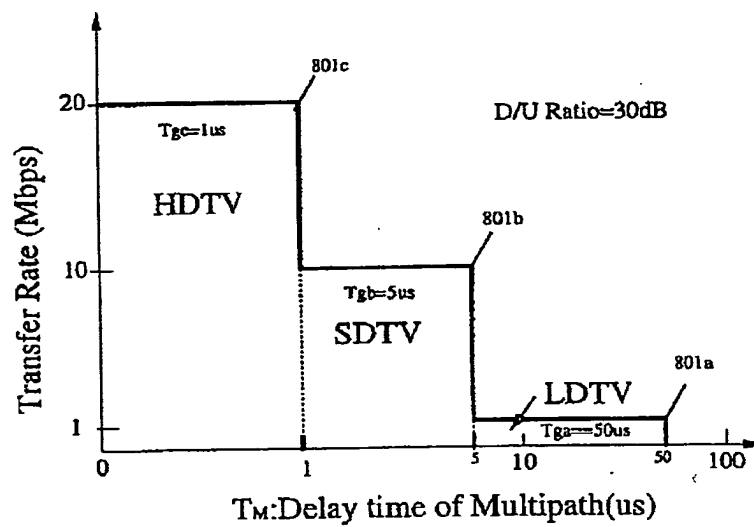 801c
20
Tgc=1us
D/U Ratio=30dB
HDTV
801b
10
Tgb=5us
SDTV
LDTV
801a
Tga=50us
1
0
1
5
10
50
100
Transfer Rate (Mbps)
TM:Delay time of Multipath(us)